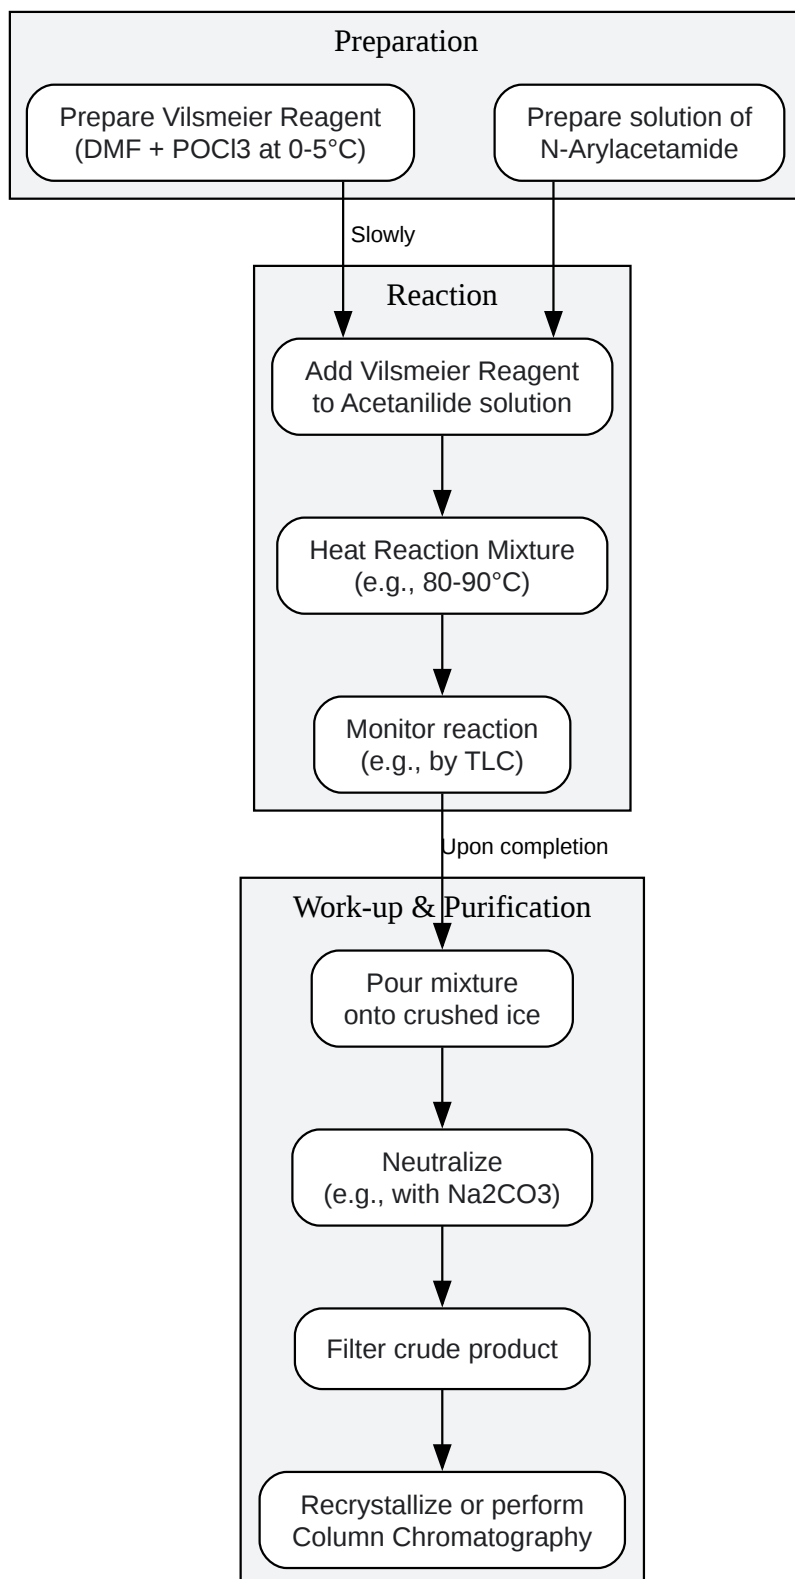 Preparation
Prepare Vilsmeier Reagent
(DMF + POCl3 at 0-5°C)
Prepare solution of
N-Arylacetamide
Slowly
Reaction
Add Vilsmeier Reagent
to Acetanilide solution
Heat Reaction Mixture
(e.g., 80-90°C)
Monitor reaction
(e.g., by TLC)
Upon completion
Work-up & Purification
Pour mixture
onto crushed ice
Neutralize
(e.g., with Na2CO3)
Filter crude product
Recrystallize or perform
Column Chromatography